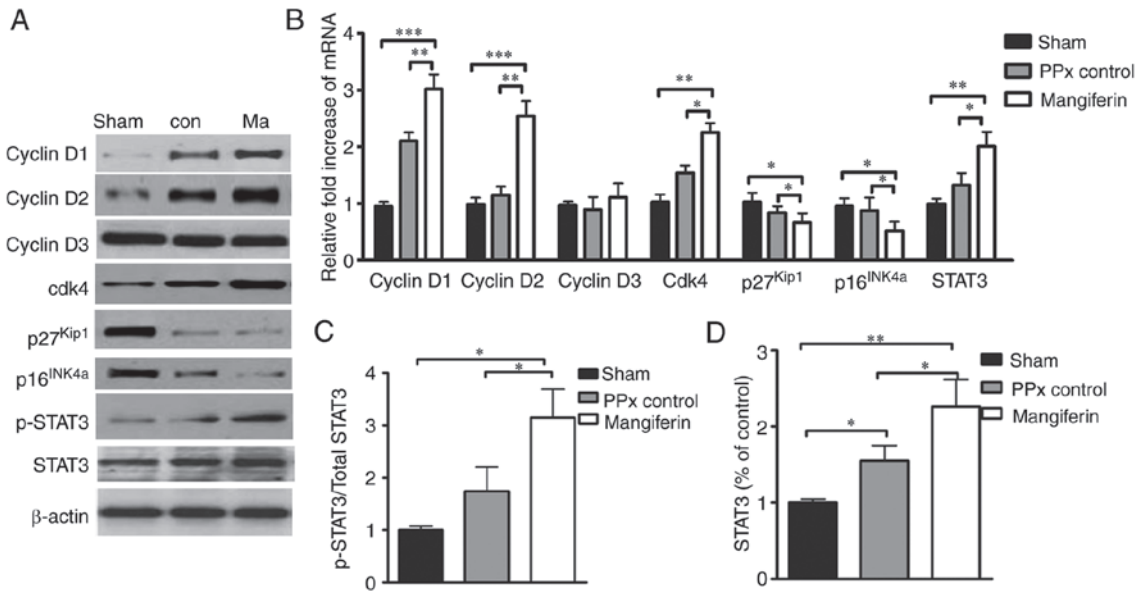 A
Sham con Ma
Cyclin D1
Cyclin D2
Cyclin D3
cdk4
p27Kip1
p16INK4a
p-STAT3
STAT3
β-actin
B
Relative fold increase of mRNA
4
3
2
1
0
*** ** *** ** ** * * * * * ** *
Cyclin D1 Cyclin D2 Cyclin D3 Cdk4 p27Kip1 p16INK4a STAT3
Sham
PPx control
Mangiferin
C
p-STAT3/Total STAT3
4
3
2
1
0
*
*
Sham
PPx control
Mangiferin
D
STAT3 (% of control)
3
2
1
0
**
*
*
Sham
PPx control
Mangiferin